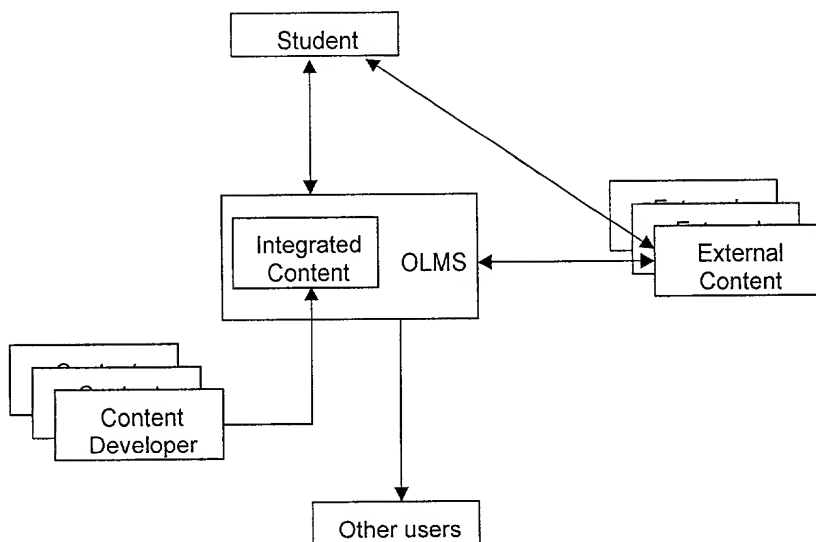 Student
Integrated
Content
OLMS
External
Content
Content
Developer
Other users